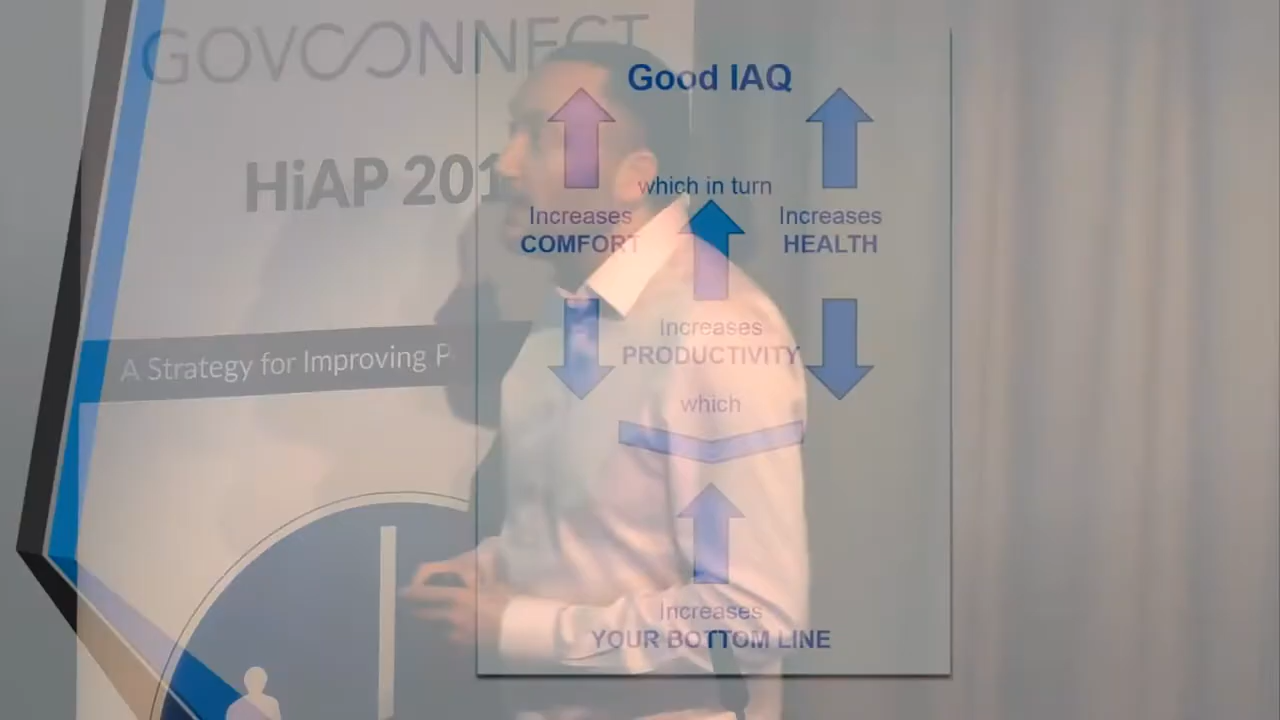 GOVCONNECT
Good IAQ
HiAP 201
which in turn
Increases
COMFORT
Increases
HEALTH
A Strategy for Improving P
Increases
PRODUCTIVITY
which
Increases
YOUR BOTTOM LINE